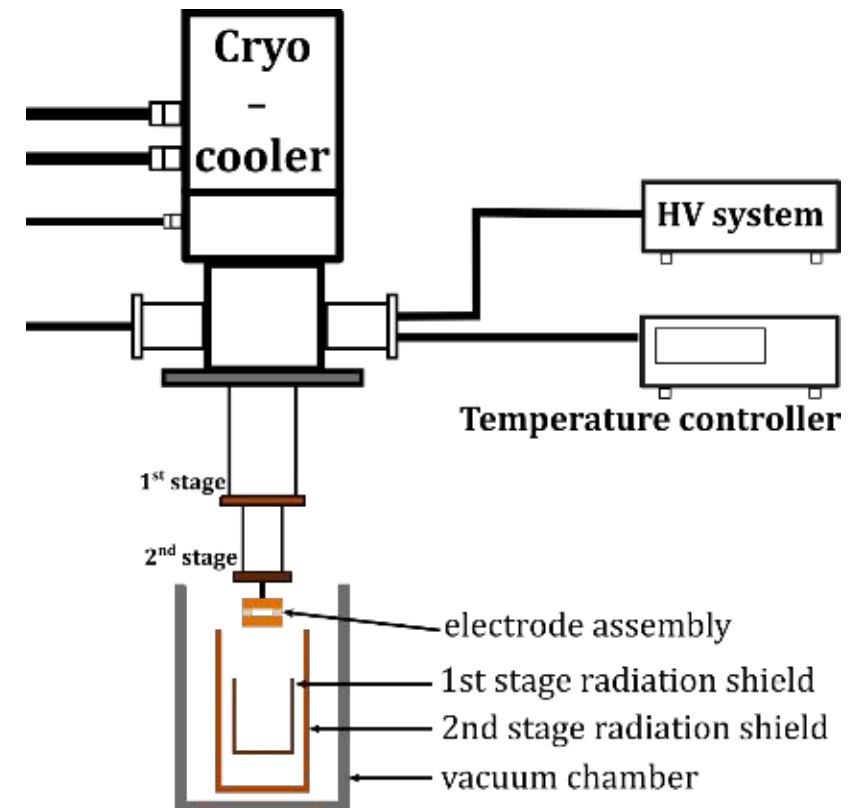 Cryo
–
cooler
HV system
Temperature controller
1st stage
2nd stage
electrode assembly
1st stage radiation shield
2nd stage radiation shield
vacuum chamber